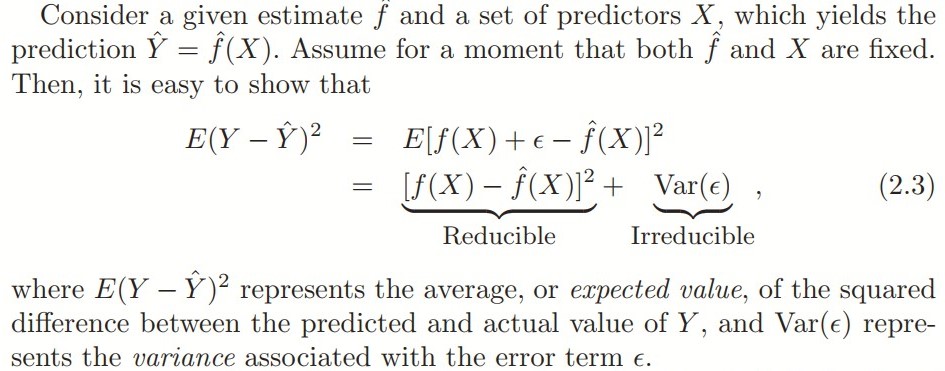 Consider a given estimate f̂ and a set of predictors X, which yields the
prediction Ŷ = f̂(X). Assume for a moment that both f̂ and X are fixed.
Then, it is easy to show that
E(Y − Ŷ)² = E[f(X) + ϵ − f̂(X)]²
= [f(X) − f̂(X)]² + Var(ϵ) , (2.3)
Reducible Irreducible
where E(Y − Ŷ)² represents the average, or expected value, of the squared
difference between the predicted and actual value of Y, and Var(ϵ) repre-
sents the variance associated with the error term ϵ.